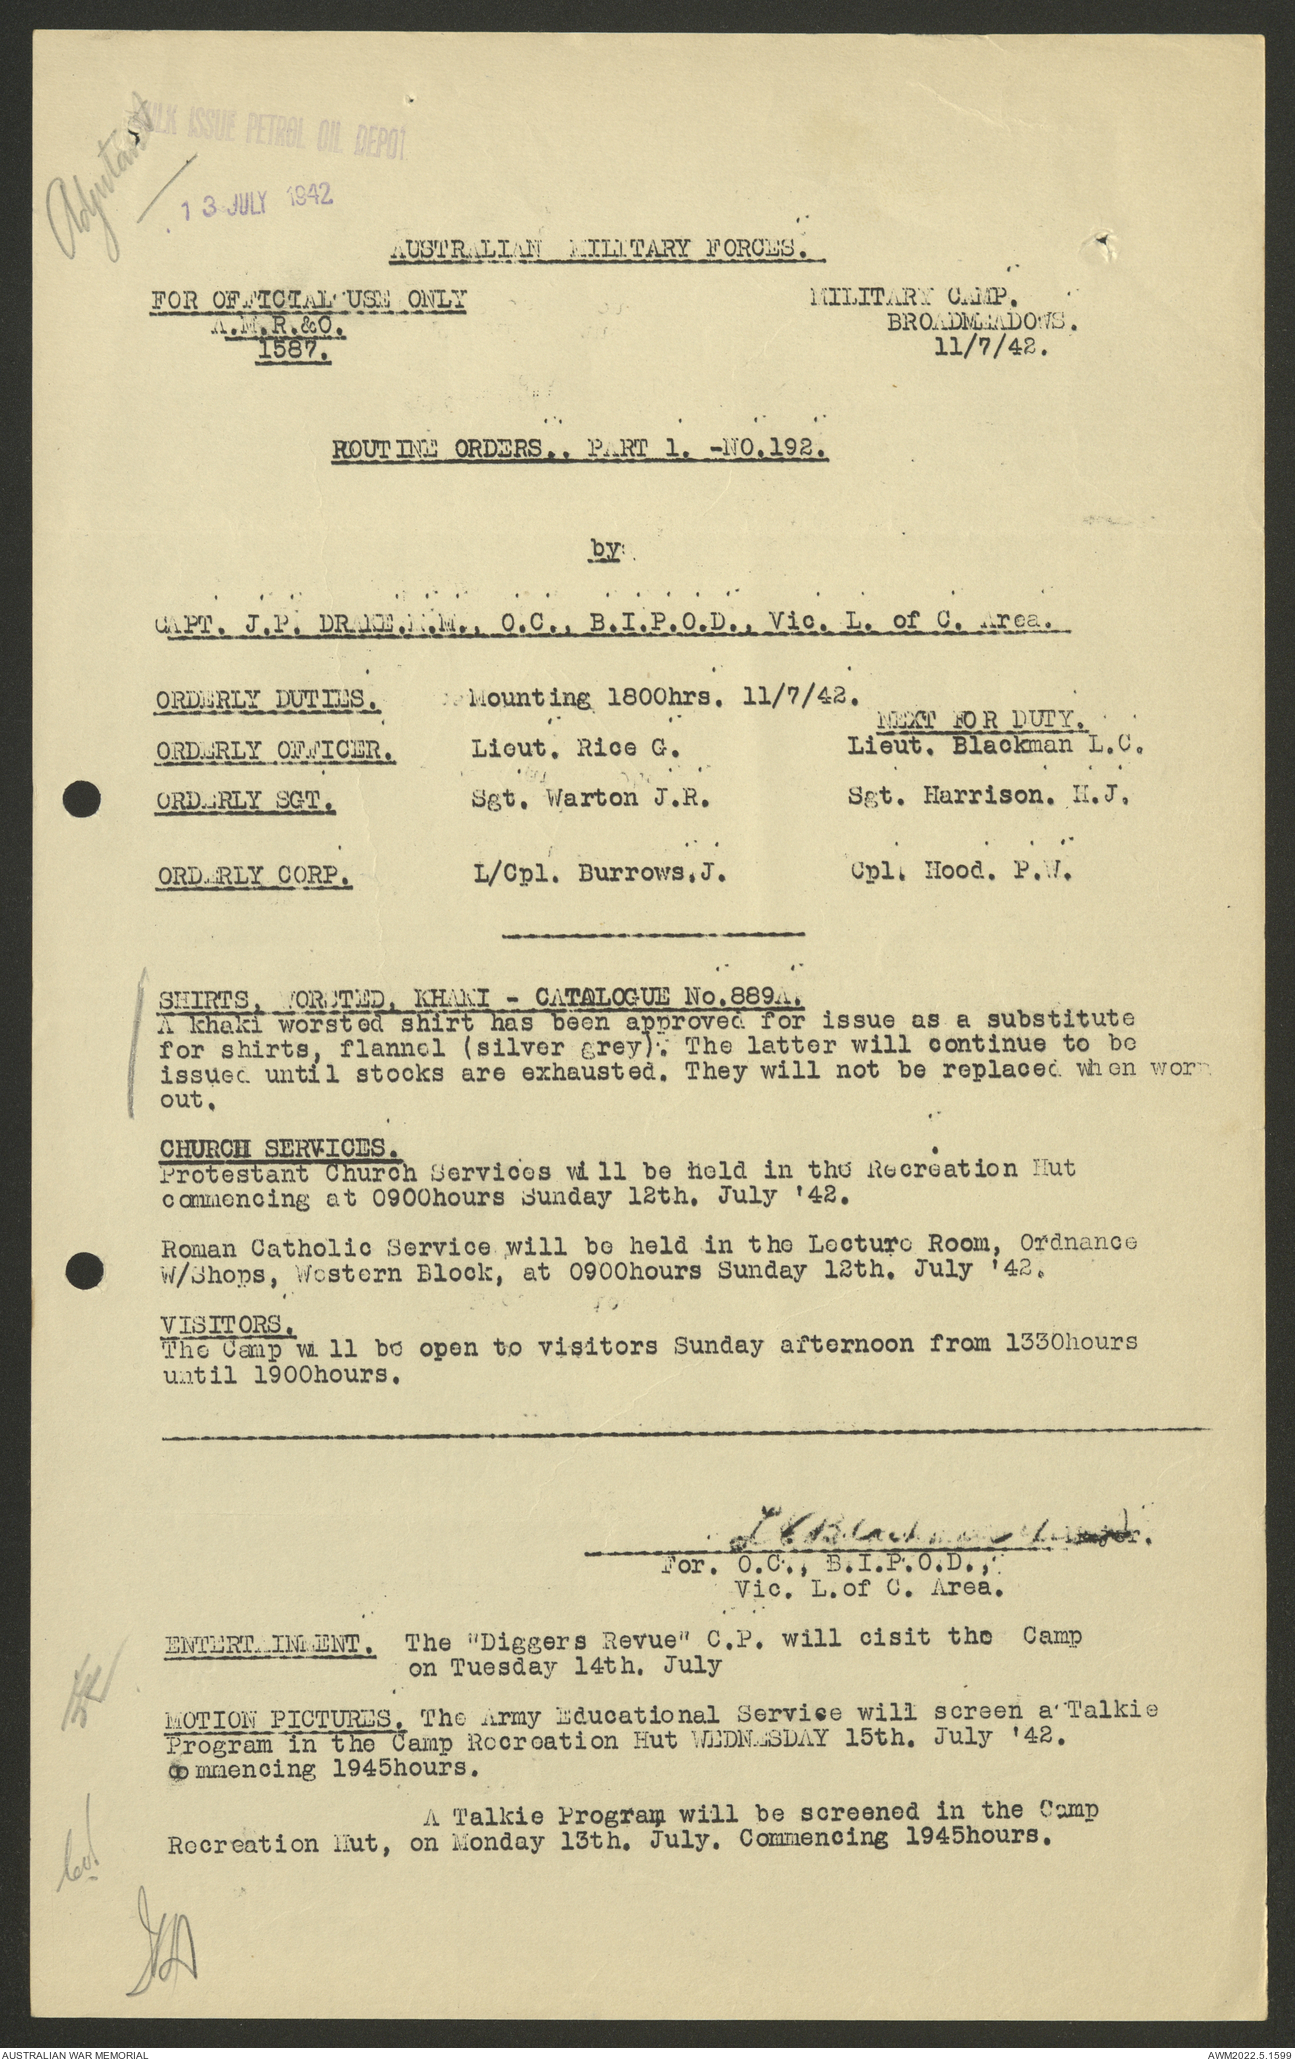 Adjutant
BULK ISSUE PETROL OIL DEPOT
13 JULY 1942
AUSTRALIAN MILITARY FORCES.
FOR OFFICIAL USE ONLY
MILITARY CAMP.
A.M.R.&O.
BROADMEADOWS.
1587.
11/7/42.
ROUTINE ORDERS.. PART 1. -NO.192.
by
CAPT. J.P. DRAKE.M.M., O.C., B.I.P.O.D., Vic. L. of C. Area.
ORDERLY DUTIES. Mounting 1800hrs. 11/7/42.
NEXT FOR DUTY.
ORDERLY OFFICER. Lieut. Rice G. Lieut. Blackman L.C.
ORDERLY SGT. Sgt. Warton J.R. Sgt. Harrison. H.J.
ORDERLY CORP. L/Cpl. Burrows.J. Cpl. Hood. P.W.
SHIRTS, WORSTED, KHAKI - CATALOGUE No.889A.
A khaki worsted shirt has been approved for issue as a substitute
for shirts, flannel (silver grey). The latter will continue to be
issued until stocks are exhausted. They will not be replaced when worn
out.
CHURCH SERVICES.
Protestant Church Services will be held in the Recreation Hut
commencing at 0900hours Sunday 12th. July '42.
Roman Catholic Service will be held in the Lecture Room, Ordnance
W/Shops, Western Block, at 0900hours Sunday 12th. July '42.
VISITORS.
The Camp will be open to visitors Sunday afternoon from 1330hours
until 1900hours.
L C Blackman
For. O.C., B.I.P.O.D.,
Vic. L.of C. Area.
ENTERTAINMENT. The "Diggers Revue" C.P. will cisit the Camp
on Tuesday 14th. July
MOTION PICTURES. The Army Educational Service will screen a Talkie
Program in the Camp Recreation Hut WEDNESDAY 15th. July '42.
commencing 1945hours.
A Talkie Program will be screened in the Camp
Recreation Hut, on Monday 13th. July. Commencing 1945hours.
AUSTRALIAN WAR MEMORIAL
AWM2022.5.1599